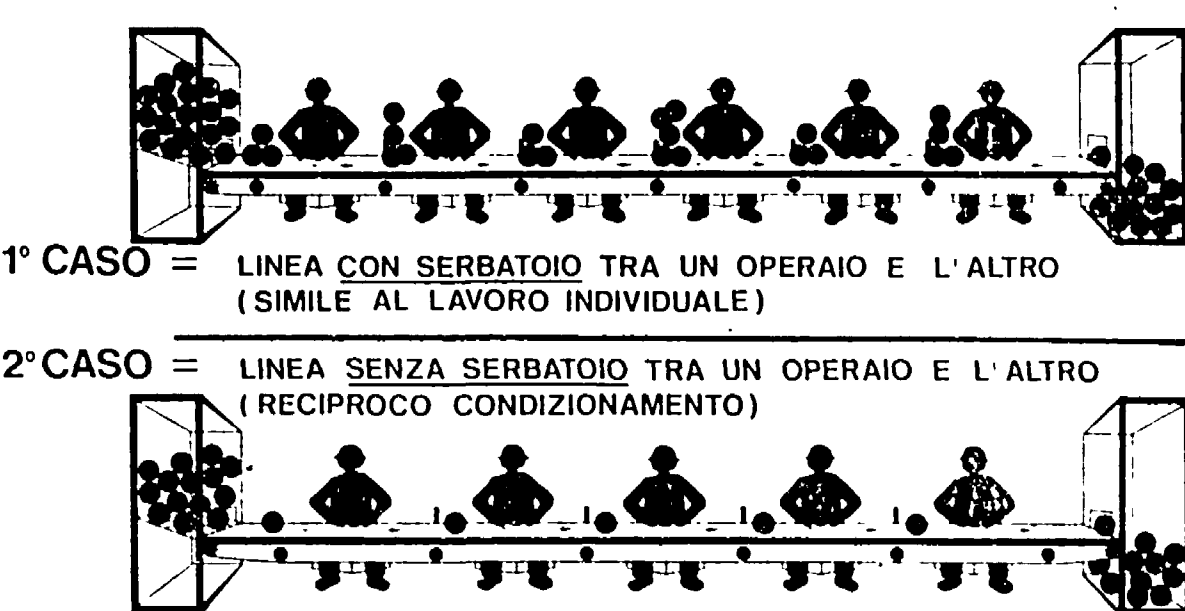 1° CASO = LINEA CON SERBATOIO TRA UN OPERAIO E L'ALTRO
(SIMILE AL LAVORO INDIVIDUALE)
2° CASO = LINEA SENZA SERBATOIO TRA UN OPERAIO E L'ALTRO
(RECIPROCO CONDIZIONAMENTO)